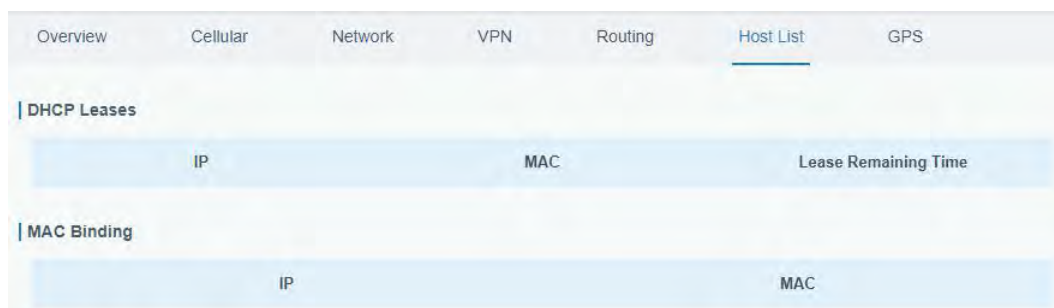 Overview Cellular Network VPN Routing Host List GPS
DHCP Leases
IP MAC Lease Remaining Time
MAC Binding
IP MAC